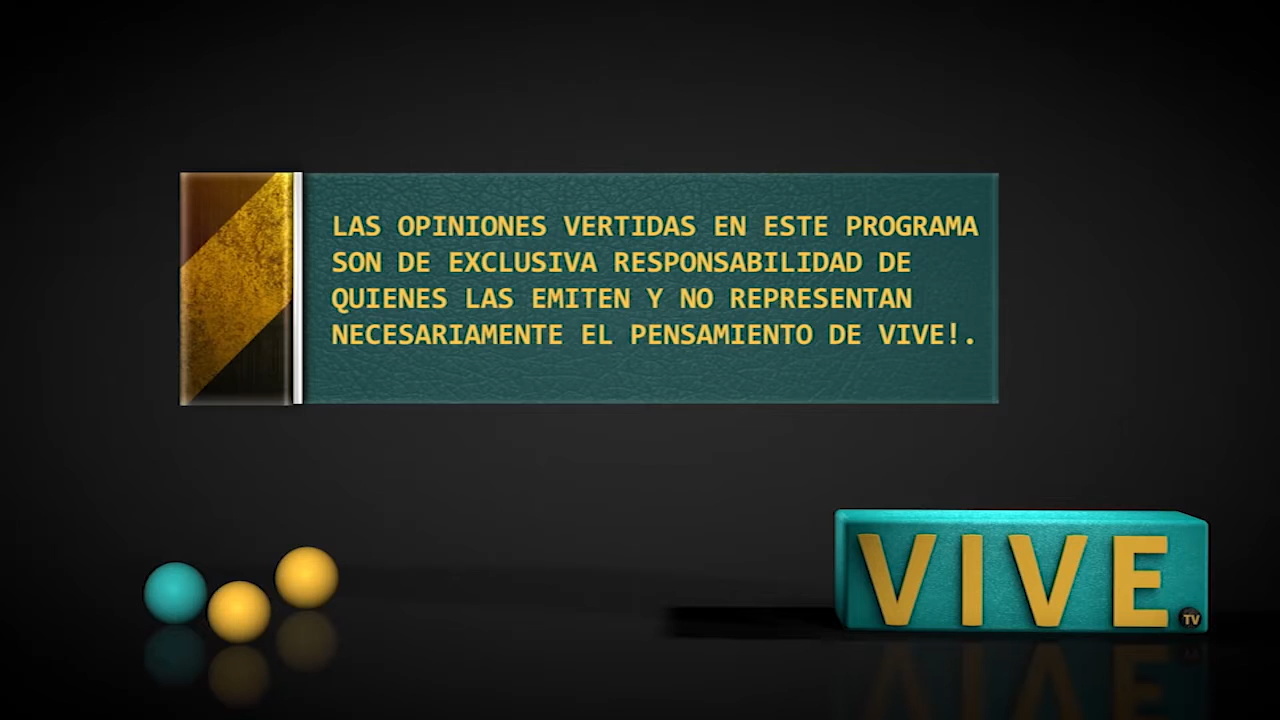 LAS OPINIONES VERTIDAS EN ESTE PROGRAMA
SON DE EXCLUSIVA RESPONSABILIDAD DE
QUIENES LAS EMITEN Y NO REPRESENTAN
NECESARIAMENTE EL PENSAMIENTO DE VIVE!.
VIVE
TV